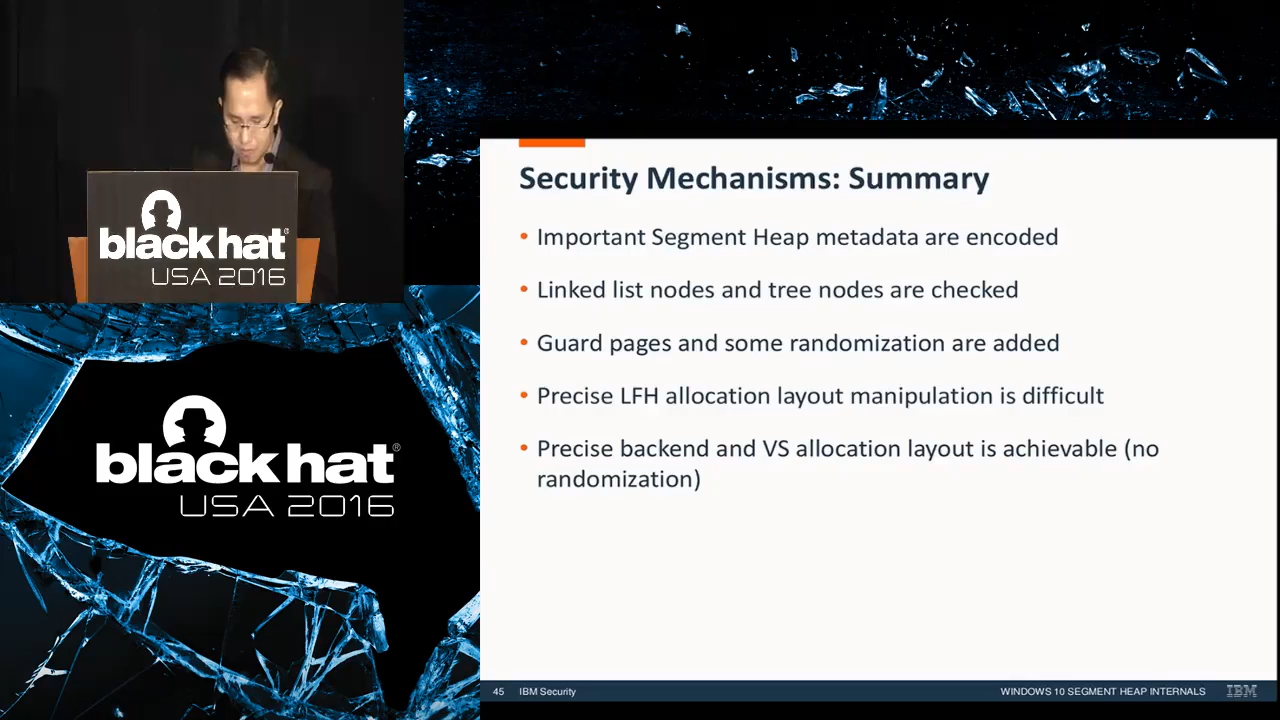 black hat®
USA 2016
black hat®
USA 2016
Security Mechanisms: Summary
• Important Segment Heap metadata are encoded
• Linked list nodes and tree nodes are checked
• Guard pages and some randomization are added
• Precise LFH allocation layout manipulation is difficult
• Precise backend and VS allocation layout is achievable (no
randomization)
45 IBM Security WINDOWS 10 SEGMENT HEAP INTERNALS IBM